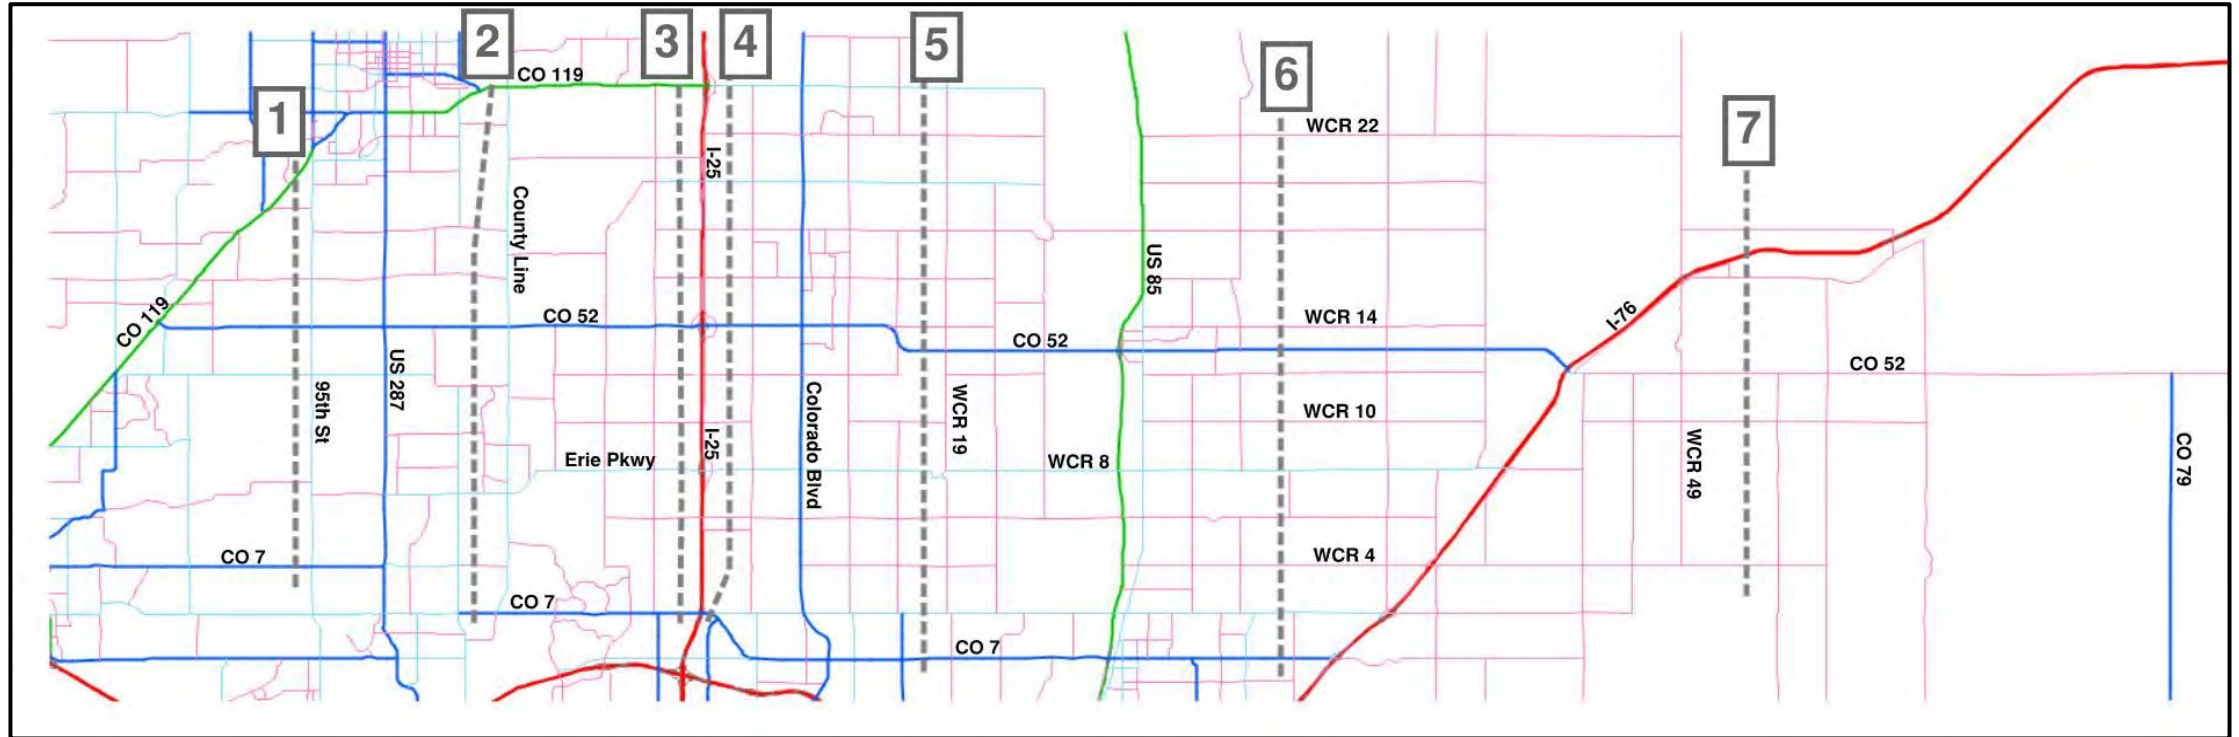 2
3
4
5
CO 119
6
1
7
WCR 22
I-25
County Line
US 85
CO 119
CO 52
WCR 14
I-76
CO 52
CO 52
US 287
95th St
Colorado Blvd
WCR 19
WCR 10
I-25
Erie Pkwy
WCR 8
WCR 49
CO 79
CO 7
WCR 4
CO 7
CO 7